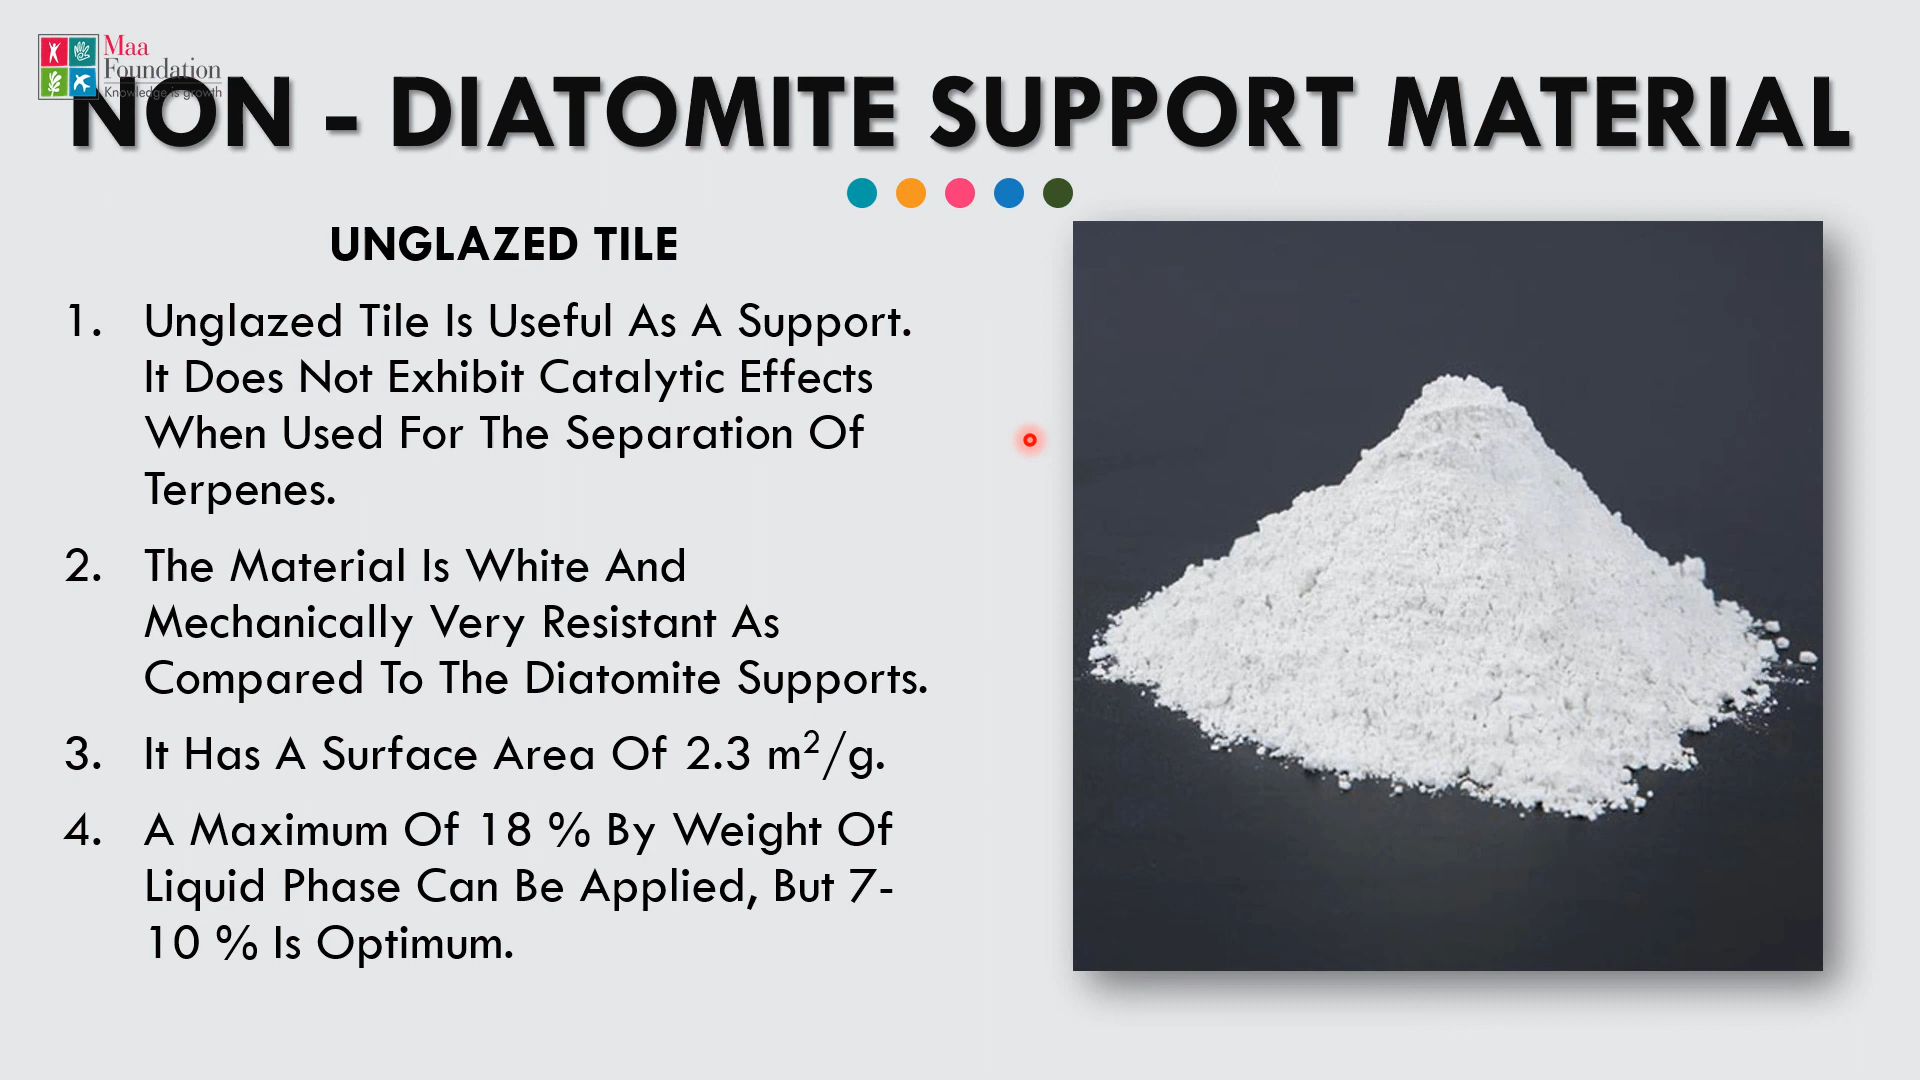 Maa
Foundation
Knowledge is growth
NON - DIATOMITE SUPPORT MATERIAL
UNGLAZED TILE
1. Unglazed Tile Is Useful As A Support.
It Does Not Exhibit Catalytic Effects
When Used For The Separation Of
Terpenes.
2. The Material Is White And
Mechanically Very Resistant As
Compared To The Diatomite Supports.
3. It Has A Surface Area Of 2.3 m²/g.
4. A Maximum Of 18 % By Weight Of
Liquid Phase Can Be Applied, But 7-
10 % Is Optimum.